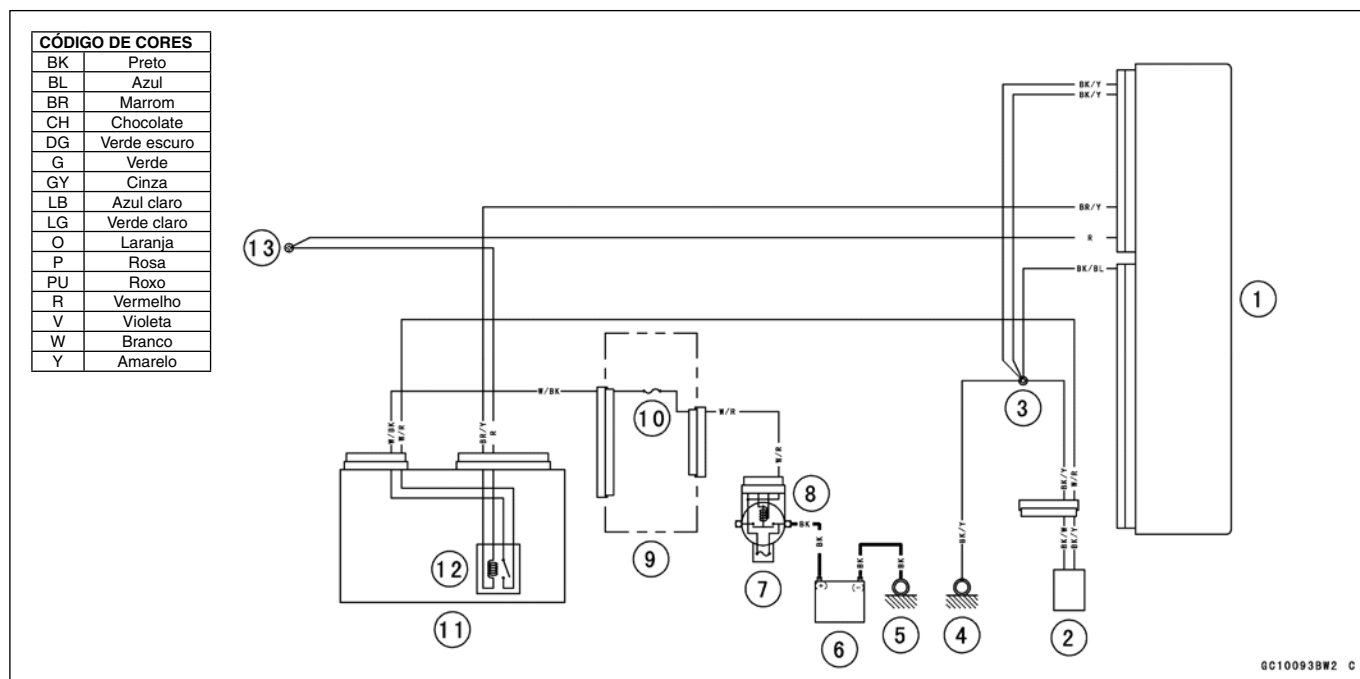 CÓDIGO DE CORES
BK Preto
BL Azul
BR Marrom
CH Chocolate
DG Verde escuro
G Verde
GY Cinza
LB Azul claro
LG Verde claro
O Laranja
P Rosa
PU Roxo
R Vermelho
V Violeta
W Branco
Y Amarelo
BK/Y
BK/Y
BR/Y
13
R
BK/BL
1
W/BK
10
W/R
3
W/BK
W/R
BR/Y
R
W/R
BK/Y
W/R
8
BK
BK
BK
BK
BK/Y
BK/W
BK/Y
12
9
7
(+)
(-)
11
6
5
4
2
GC10093BW2 C